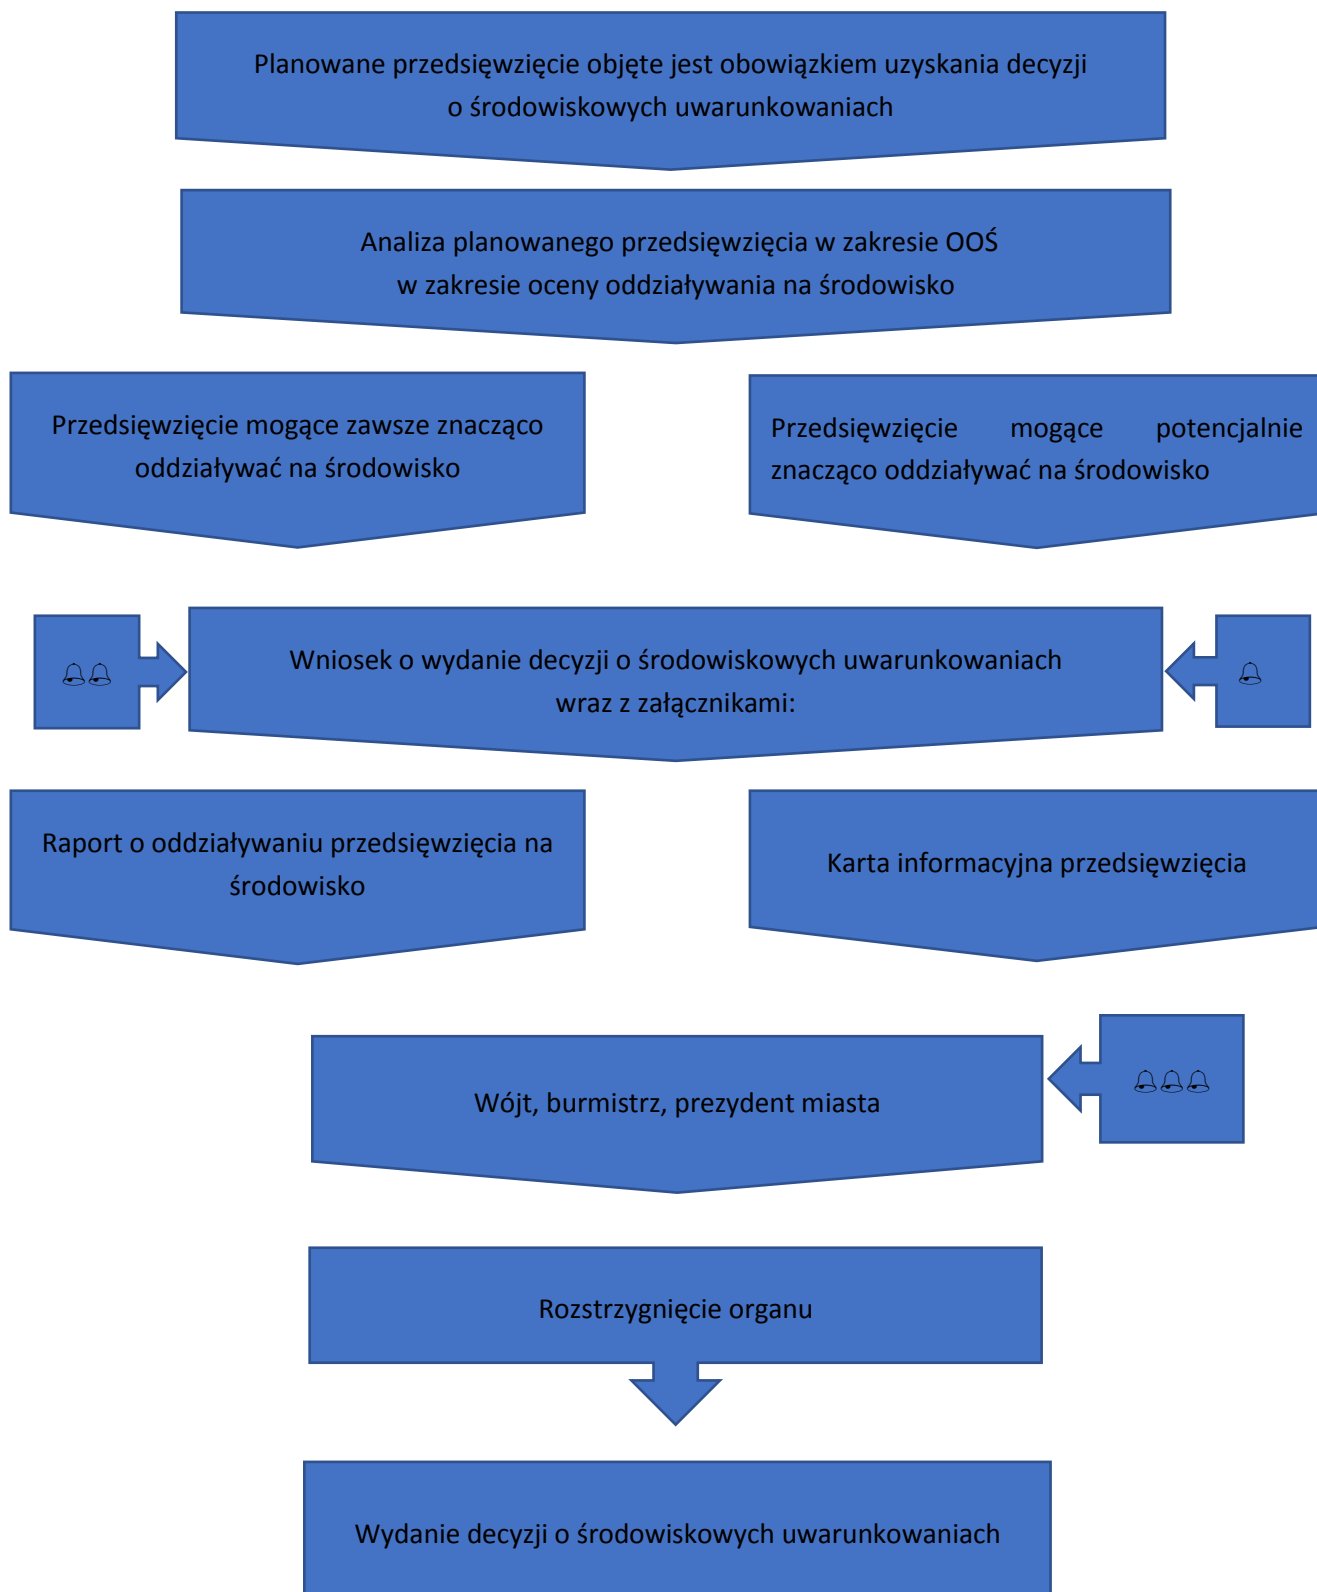 Planowane przedsięwzięcie objęte jest obowiązkiem uzyskania decyzji
o środowiskowych uwarunkowaniach
Analiza planowanego przedsięwzięcia w zakresie OOŚ
w zakresie oceny oddziaływania na środowisko
Przedsięwzięcie mogące zawsze znacząco
oddziaływać na środowisko
Przedsięwzięcie mogące potencjalnie
znacząco oddziaływać na środowisko
Wniosek o wydanie decyzji o środowiskowych uwarunkowaniach
wraz z załącznikami:
Raport o oddziaływaniu przedsięwzięcia na
środowisko
Karta informacyjna przedsięwzięcia
Wójt, burmistrz, prezydent miasta
Rozstrzygnięcie organu
Wydanie decyzji o środowiskowych uwarunkowaniach